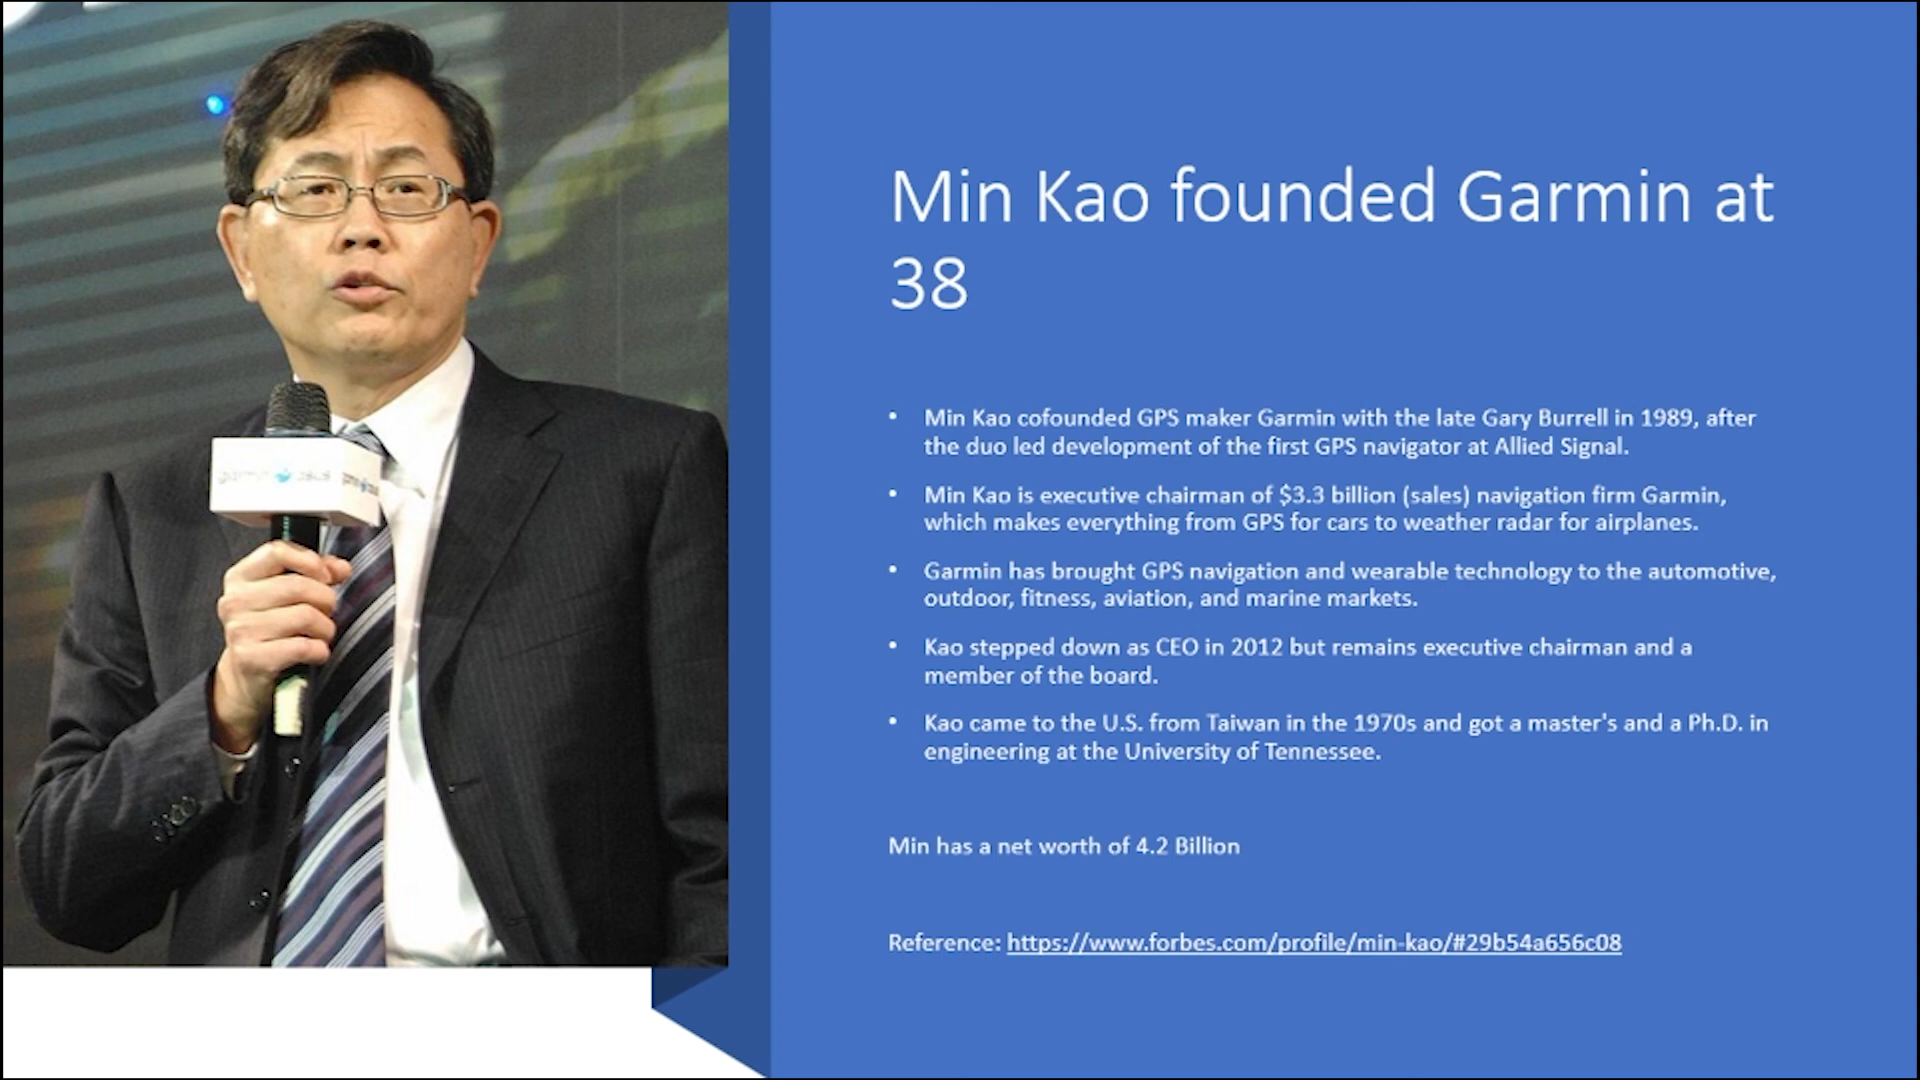 Min Kao founded Garmin at
38
• Min Kao cofounded GPS maker Garmin with the late Gary Burrell in 1989, after
the duo led development of the first GPS navigator at Allied Signal.
• Min Kao is executive chairman of $3.3 billion (sales) navigation firm Garmin,
which makes everything from GPS for cars to weather radar for airplanes.
• Garmin has brought GPS navigation and wearable technology to the automotive,
outdoor, fitness, aviation, and marine markets.
• Kao stepped down as CEO in 2012 but remains executive chairman and a
member of the board.
• Kao came to the U.S. from Taiwan in the 1970s and got a master's and a Ph.D. in
engineering at the University of Tennessee.
Min has a net worth of 4.2 Billion
Reference: https://www.forbes.com/profile/min-kao/#29b54a656c08